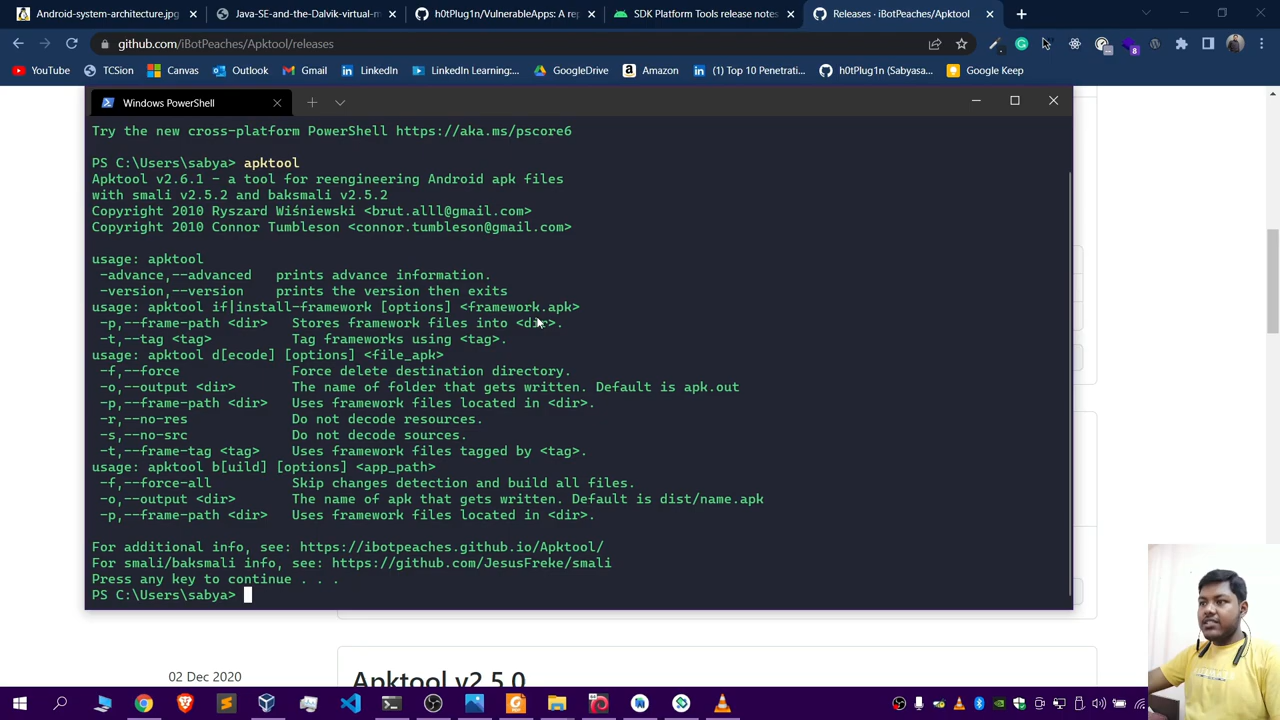 Android-system-architecture.jpg
Java-SE-and-the-Dalvik-virtual-m
h0tPlug1n/VulnerableApps: A rep
SDK Platform Tools release notes
Releases · iBotPeaches/Apktool
github.com/iBotPeaches/Apktool/releases
YouTube
TCSion
Canvas
Outlook
Gmail
LinkedIn
LinkedIn Learning:...
GoogleDrive
Amazon
(1) Top 10 Penetrati...
h0tPlug1n (Sabyasa...
Google Keep
Windows PowerShell
Try the new cross-platform PowerShell https://aka.ms/pscore6
PS C:\Users\sabya> apktool
Apktool v2.6.1 - a tool for reengineering Android apk files
with smali v2.5.2 and baksmali v2.5.2
Copyright 2010 Ryszard Wiśniewski <brut.alll@gmail.com>
Copyright 2010 Connor Tumbleson <connor.tumbleson@gmail.com>
usage: apktool
-advance,--advanced prints advance information.
-version,--version prints the version then exits
usage: apktool if|install-framework [options] <framework.apk>
-p,--frame-path <dir> Stores framework files into <dir>.
-t,--tag <tag> Tag frameworks using <tag>.
usage: apktool d[ecode] [options] <file_apk>
-f,--force Force delete destination directory.
-o,--output <dir> The name of folder that gets written. Default is apk.out
-p,--frame-path <dir> Uses framework files located in <dir>.
-r,--no-res Do not decode resources.
-s,--no-src Do not decode sources.
-t,--frame-tag <tag> Uses framework files tagged by <tag>.
usage: apktool b[uild] [options] <app_path>
-f,--force-all Skip changes detection and build all files.
-o,--output <dir> The name of apk that gets written. Default is dist/name.apk
-p,--frame-path <dir> Uses framework files located in <dir>.
For additional info, see: https://ibotpeaches.github.io/Apktool/
For smali/baksmali info, see: https://github.com/JesusFreke/smali
Press any key to continue . . .
PS C:\Users\sabya>
02 Dec 2020
Apktool v2.5.0